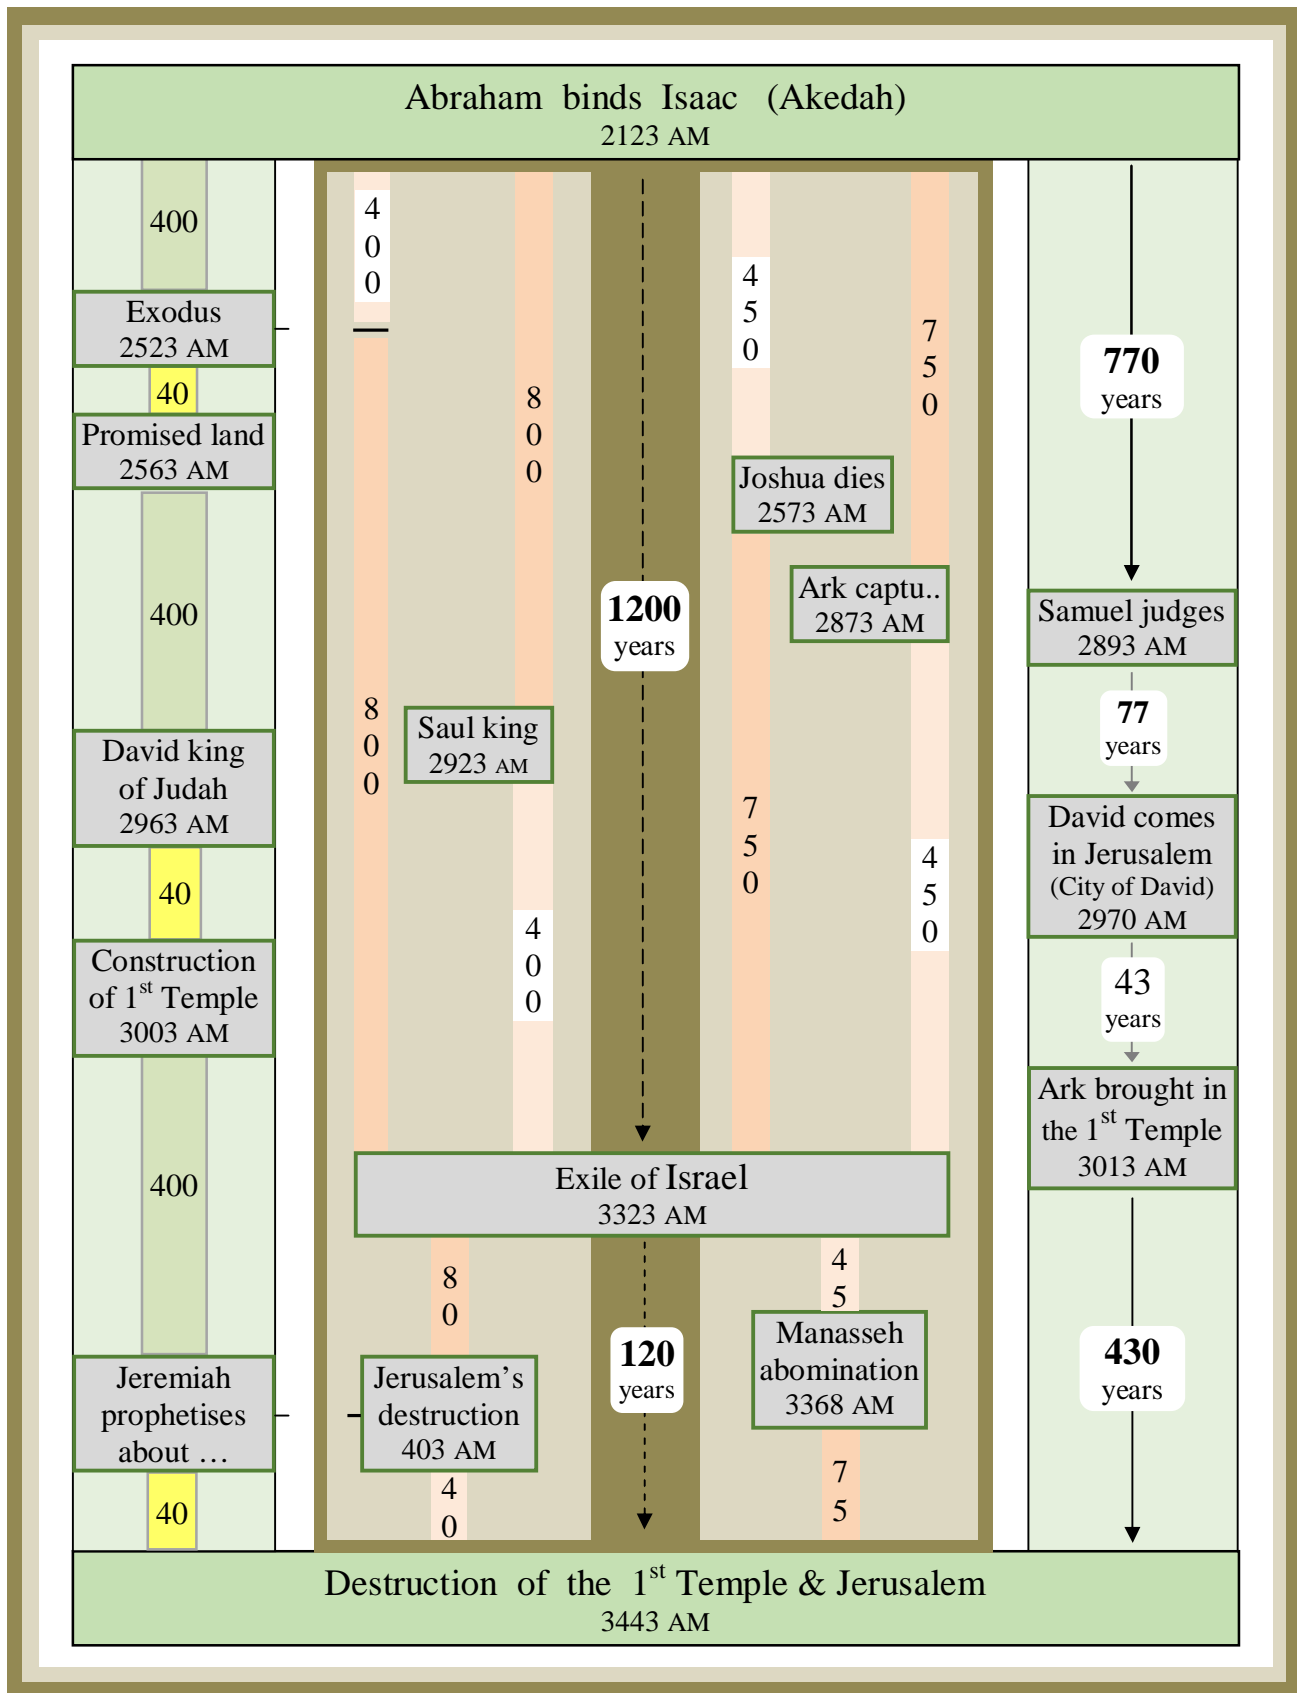 Abraham binds Isaac (Akedah)
2123 AM
400
Exodus
2523 AM
40
Promised land
2563 AM
400
David king
of Judah
2963 AM
40
Construction
of 1st Temple
3003 AM
400
Jeremiah
prophetises
about …
40
4
0
0
8
0
0
8
0
0
Saul king
2923 AM
4
0
0
1200
years
4
5
0
Joshua dies
2573 AM
7
5
0
7
5
0
Ark captu..
2873 AM
4
5
0
Exile of Israel
3323 AM
8
0
Jerusalem’s
destruction
403 AM
4
0
120
years
4
5
Manasseh
abomination
3368 AM
7
5
770
years
Samuel judges
2893 AM
77
years
David comes
in Jerusalem
(City of David)
2970 AM
43
years
Ark brought in
the 1st Temple
3013 AM
430
years
Destruction of the 1st Temple & Jerusalem
3443 AM